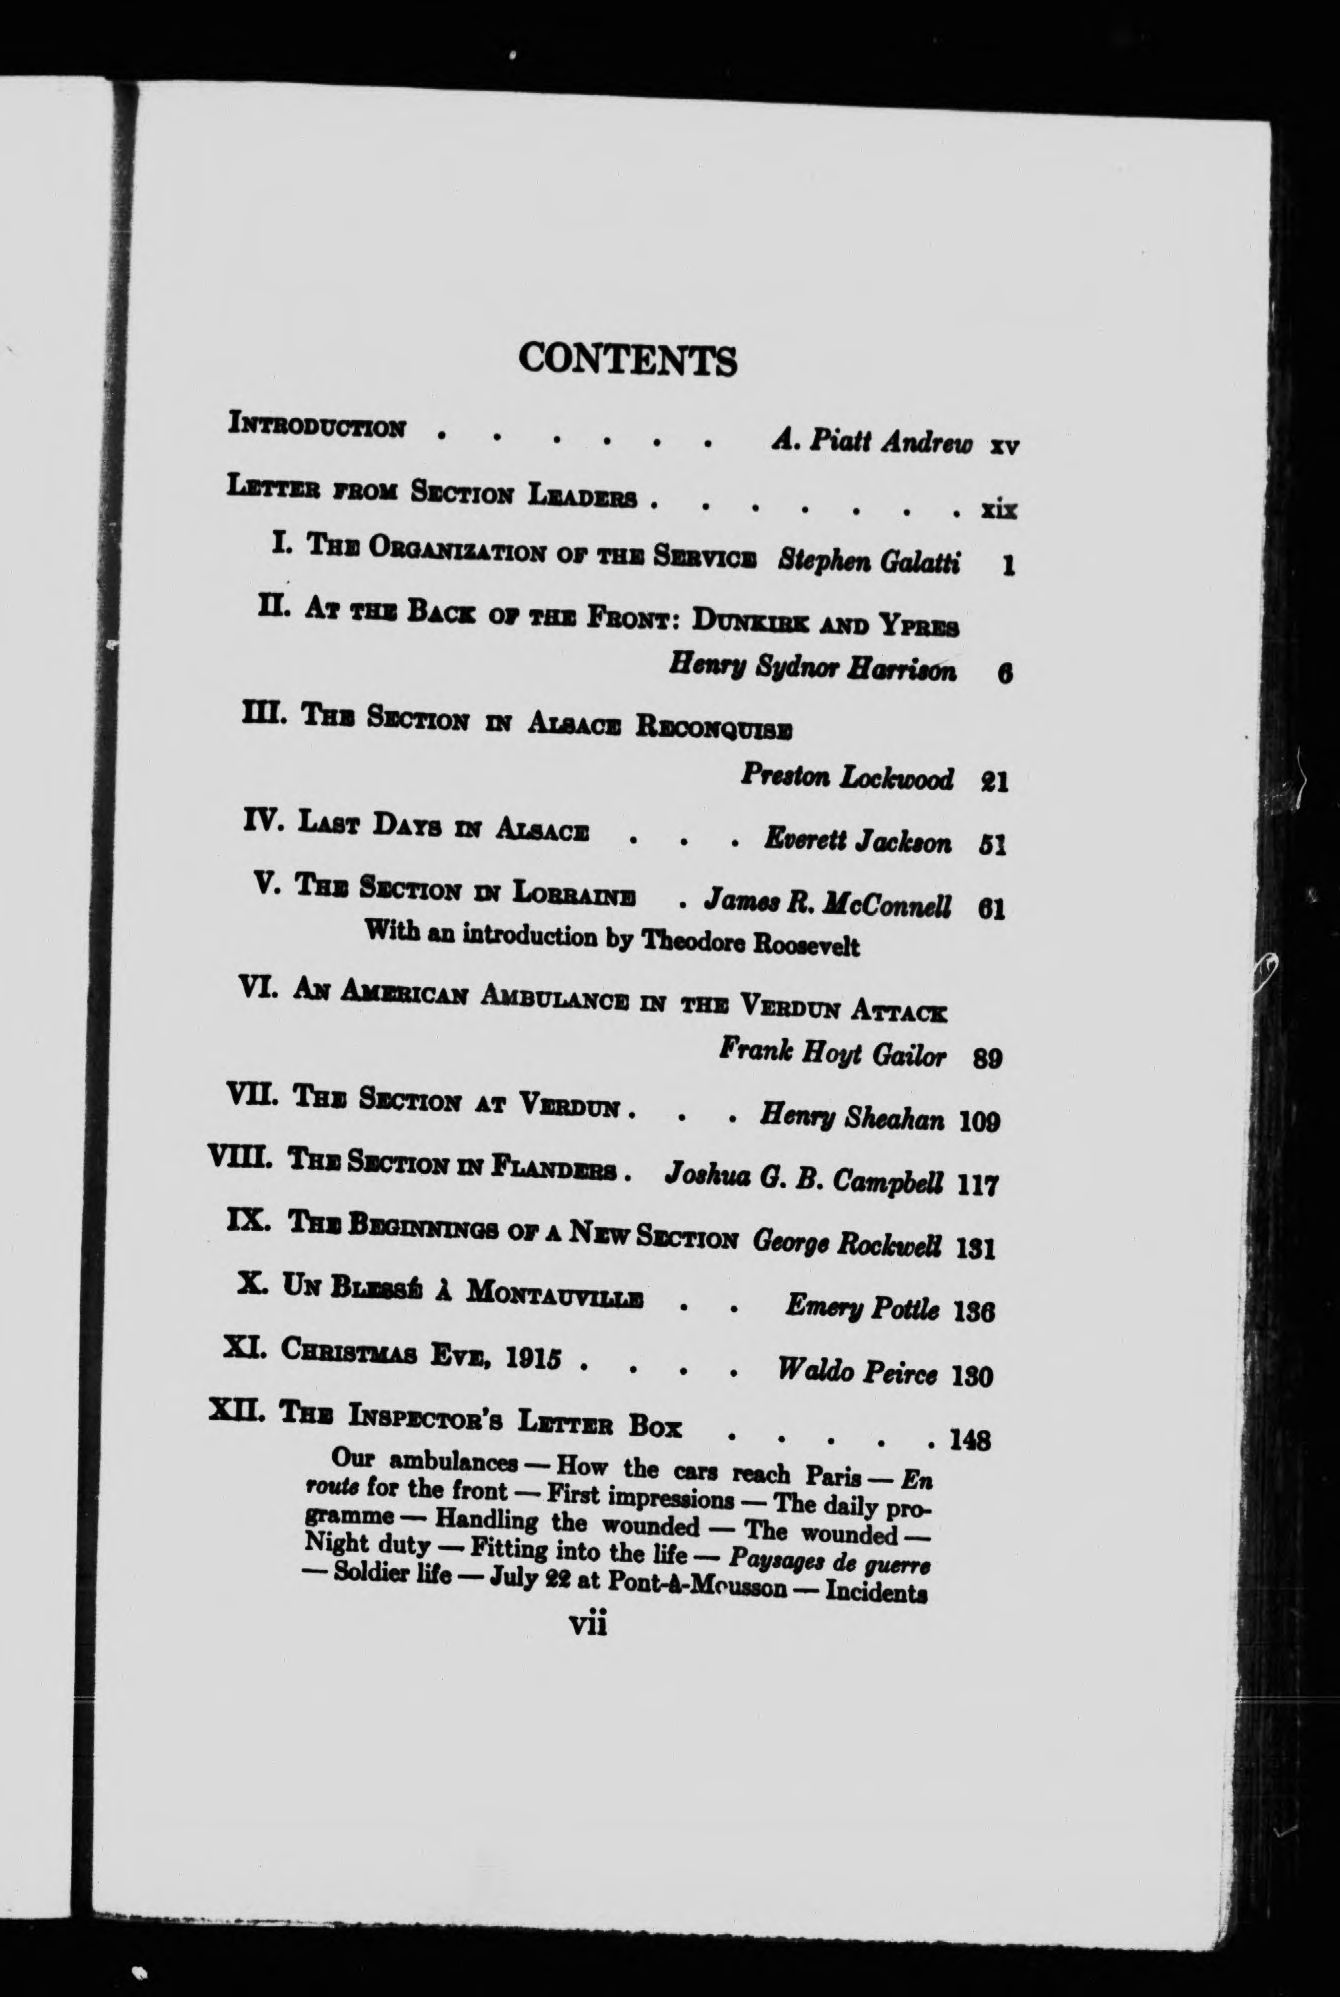 CONTENTS
INTRODUCTION . . . . . . A. Piatt Andrew xv
LETTER FROM SECTION LEADERS . . . . . . . xix
I. THE ORGANIZATION OF THE SERVICE Stephen Galatti 1
II. AT THE BACK OF THE FRONT: DUNKIRK AND YPRES
Henry Sydnor Harrison 6
III. THE SECTION IN ALSACE RECONQUISE
Preston Lockwood 21
IV. LAST DAYS IN ALSACE . . . Everett Jackson 51
V. THE SECTION IN LORRAINE . James R. McConnell 61
With an introduction by Theodore Roosevelt
VI. AN AMERICAN AMBULANCE IN THE VERDUN ATTACK
Frank Hoyt Gailor 89
VII. THE SECTION AT VERDUN . . . Henry Sheahan 109
VIII. THE SECTION IN FLANDERS . Joshua G. B. Campbell 117
IX. THE BEGINNINGS OF A NEW SECTION George Rockwell 131
X. UN BLESSÉ À MONTAUVILLE . . Emery Pottle 136
XI. CHRISTMAS EVE, 1915 . . . . Waldo Peirce 130
XII. THE INSPECTOR'S LETTER BOX . . . . . 148
Our ambulances — How the cars reach Paris — En
route for the front — First impressions — The daily pro-
gramme — Handling the wounded — The wounded —
Night duty — Fitting into the life — Paysages de guerre
— Soldier life — July 22 at Pont-à-Mousson — Incidents
vii